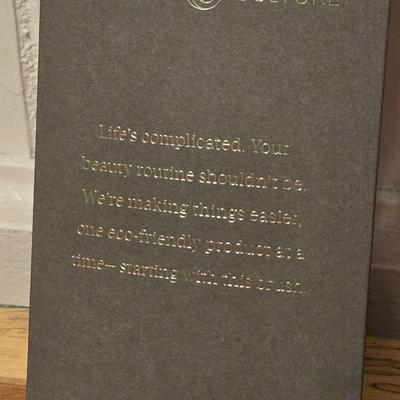 Life's complicated. Your
beauty routine shouldn't be.
We're making things easier,
one eco-friendly product at a
time—starting with this brush.